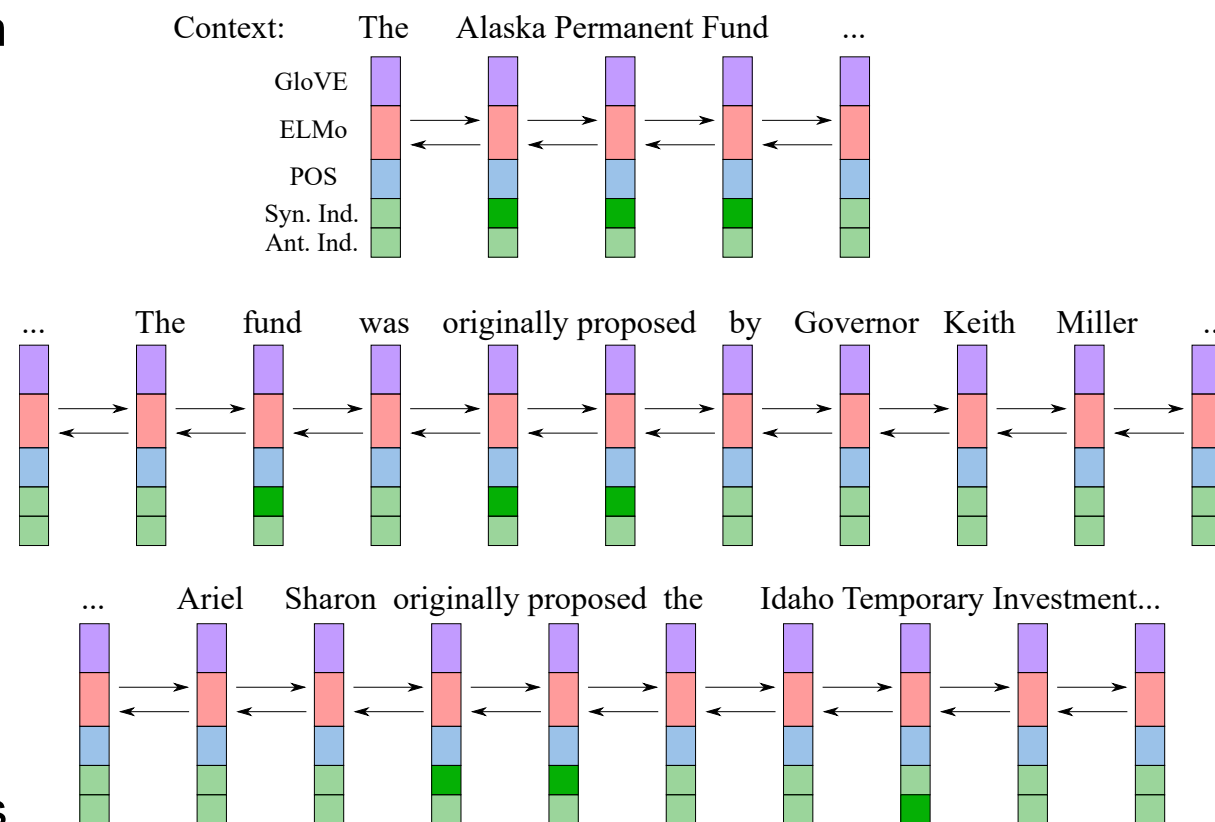 n
Context: The Alaska Permanent Fund ...
GloVE
ELMo
POS
Syn. Ind.
Ant. Ind.
... The fund was originally proposed by Governor Keith Miller ..
... Ariel Sharon originally proposed the Idaho Temporary Investment...
s